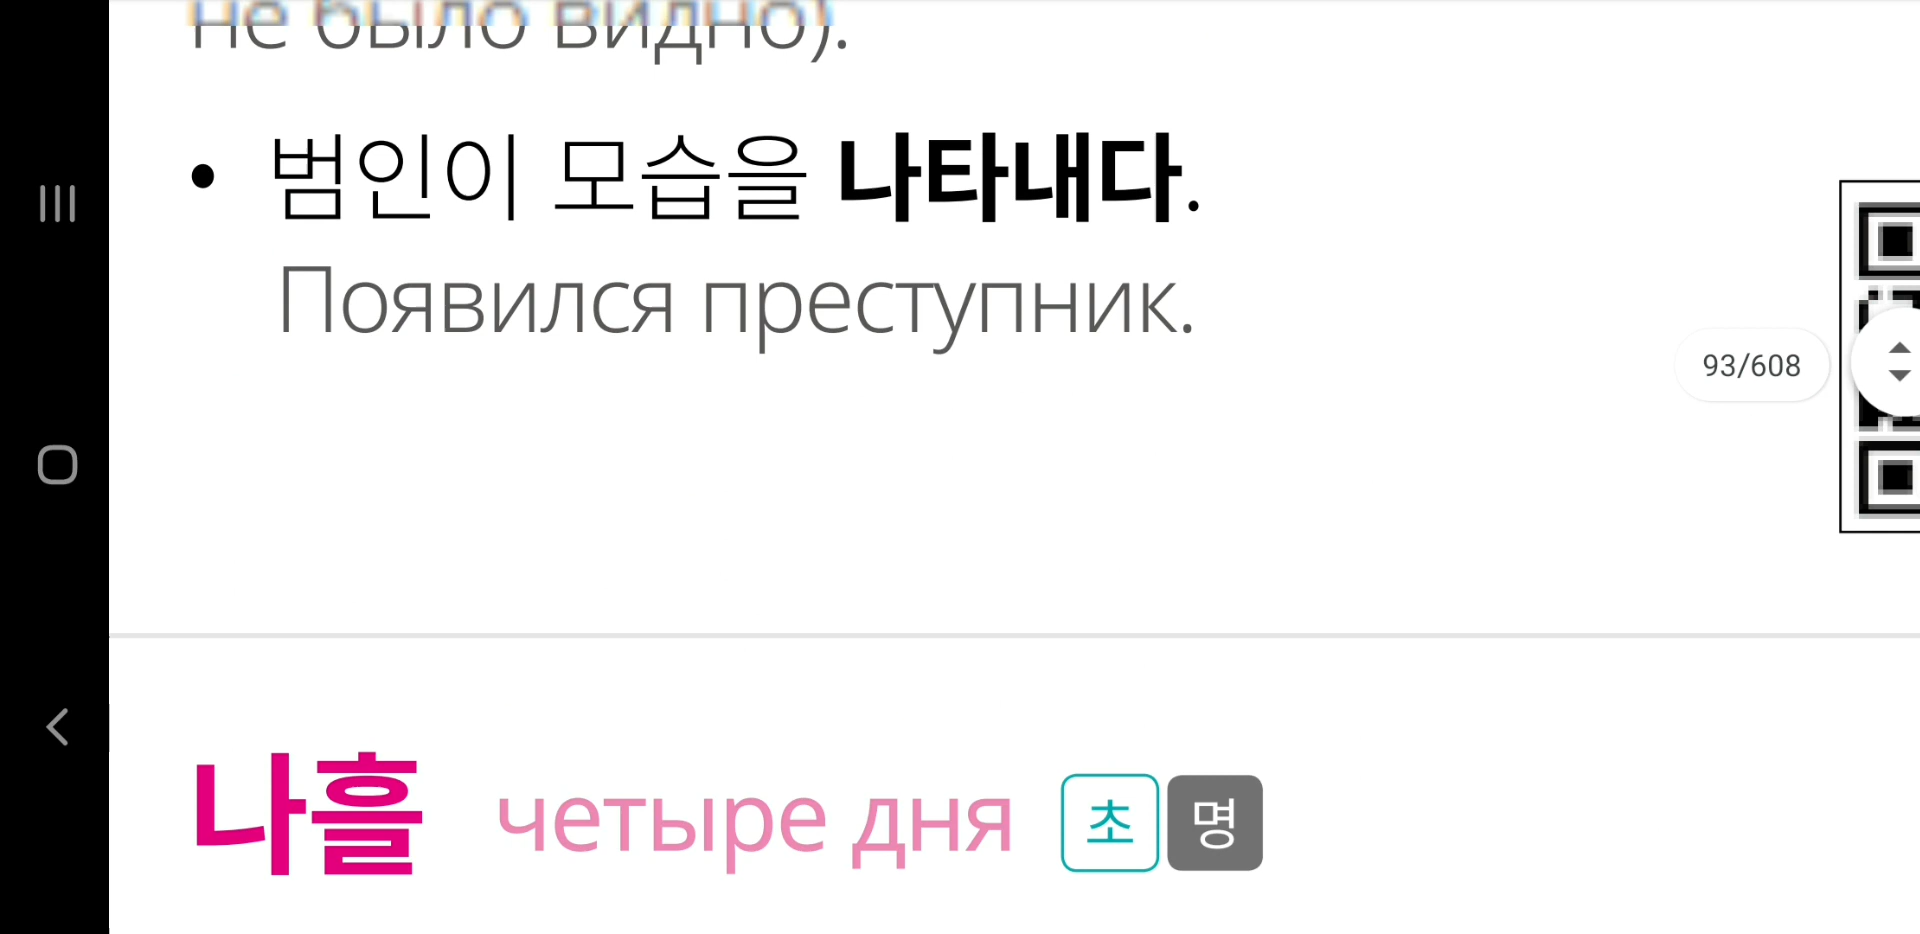 не было видно).
• 범인이 모습을 나타내다.
Появился преступник.
93/608
나흘 четыре дня 초 명